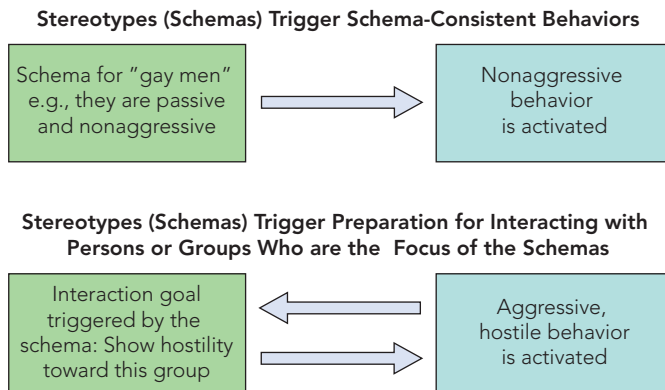 Stereotypes (Schemas) Trigger Schema-Consistent Behaviors
Schema for ”gay men”
e.g., they are passive
and nonaggressive
Nonaggressive
behavior
is activated
Stereotypes (Schemas) Trigger Preparation for Interacting with
Persons or Groups Who are the Focus of the Schemas
Interaction goal
triggered by the
schema: Show hostility
toward this group
Aggressive,
hostile behavior
is activated